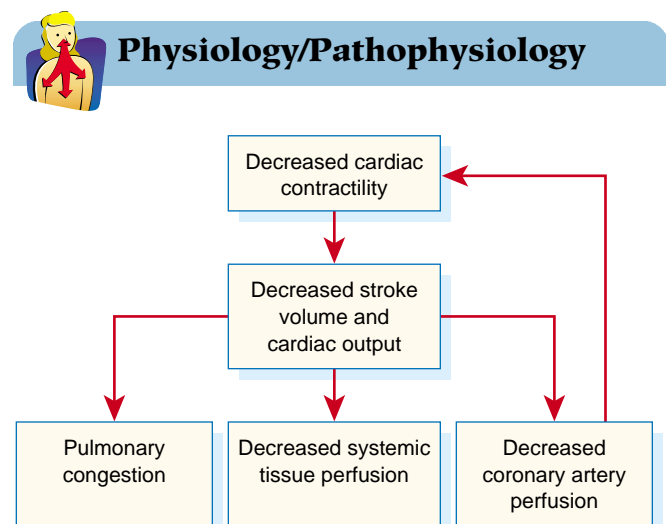 Physiology/Pathophysiology
Decreased cardiac
contractility
Decreased stroke
volume and
cardiac output
Pulmonary
congestion
Decreased systemic
tissue perfusion
Decreased
coronary artery
perfusion